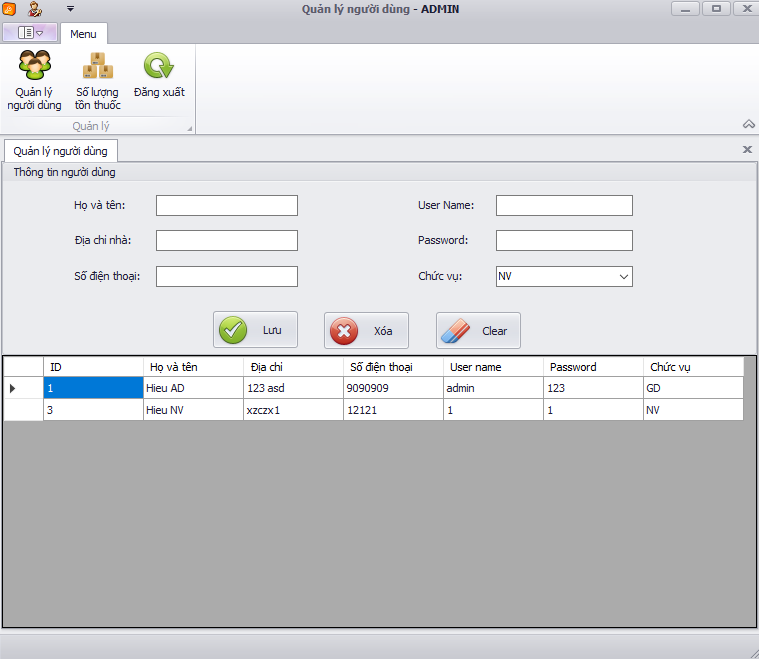 Quản lý người dùng - ADMIN
Menu
Quản lý
người dùng
Số lượng
tồn thuốc
Đăng xuất
Quản lý
Quản lý người dùng
Thông tin người dùng
Họ và tên:
User Name:
Địa chỉ nhà:
Password:
Số điện thoại:
Chức vụ:
NV
Lưu
Xóa
Clear
ID Họ và tên Địa chỉ Số điện thoại User name Password Chức vụ
1 Hieu AD 123 asd 9090909 admin 123 GD
3 Hieu NV xzczx1 12121 1 1 NV